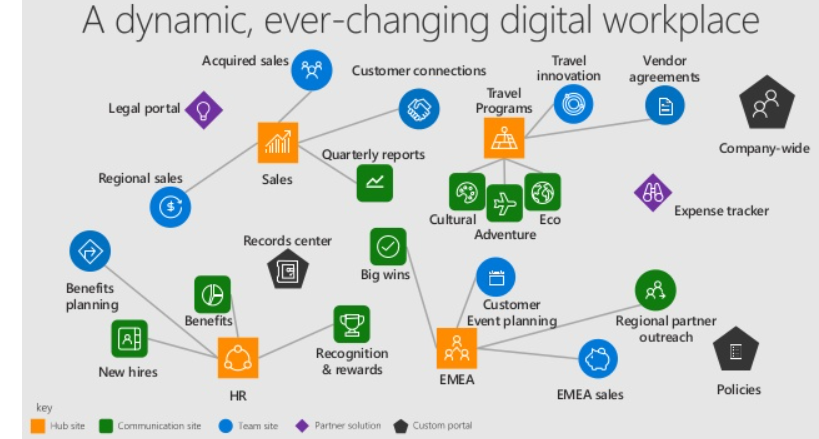 A dynamic, ever-changing digital workplace
Acquired sales
Customer connections
Travel
innovation
Vendor
agreements
Legal portal
Travel
Programs
Company-wide
Sales
Quarterly reports
Regional sales
Cultural
Adventure
Eco
Expense tracker
Records center
Big wins
Benefits
planning
Benefits
Customer
Event planning
Regional partner
outreach
New hires
Recognition
& rewards
HR
EMEA
EMEA sales
Policies
key
Hub site
Communication site
Team site
Partner solution
Custom portal